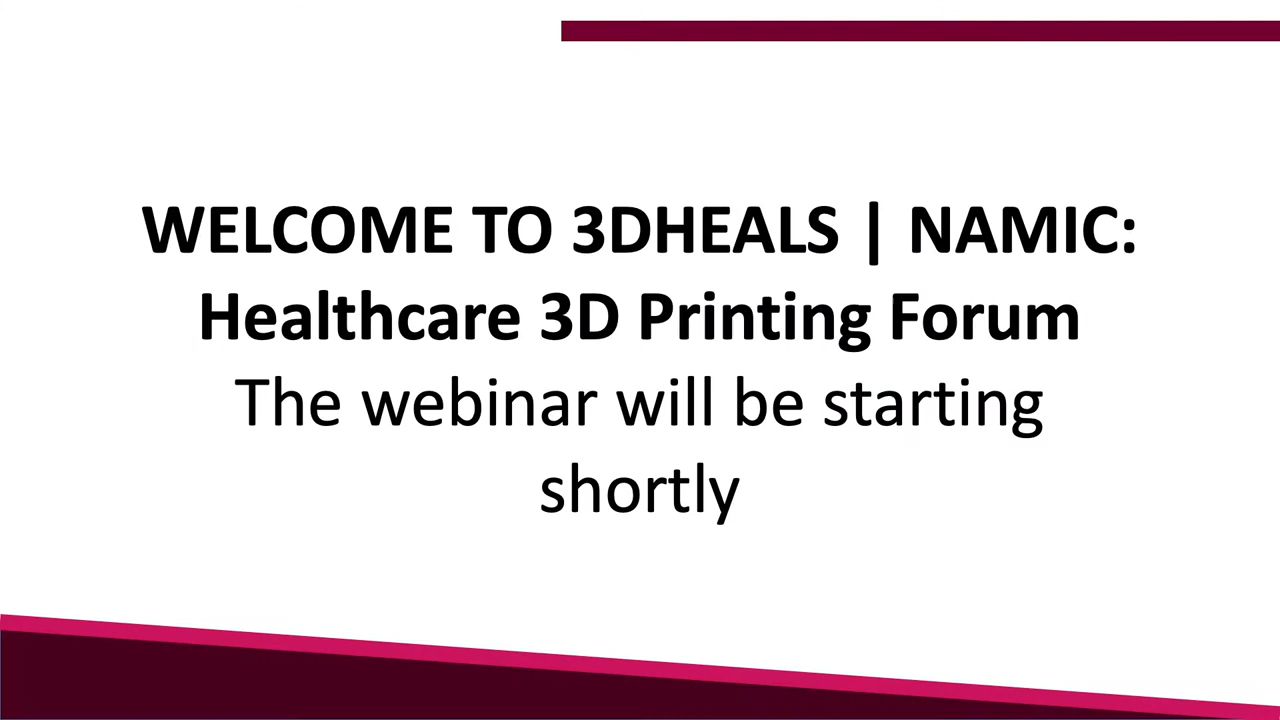 WELCOME TO 3DHEALS | NAMIC:
Healthcare 3D Printing Forum
The webinar will be starting
shortly